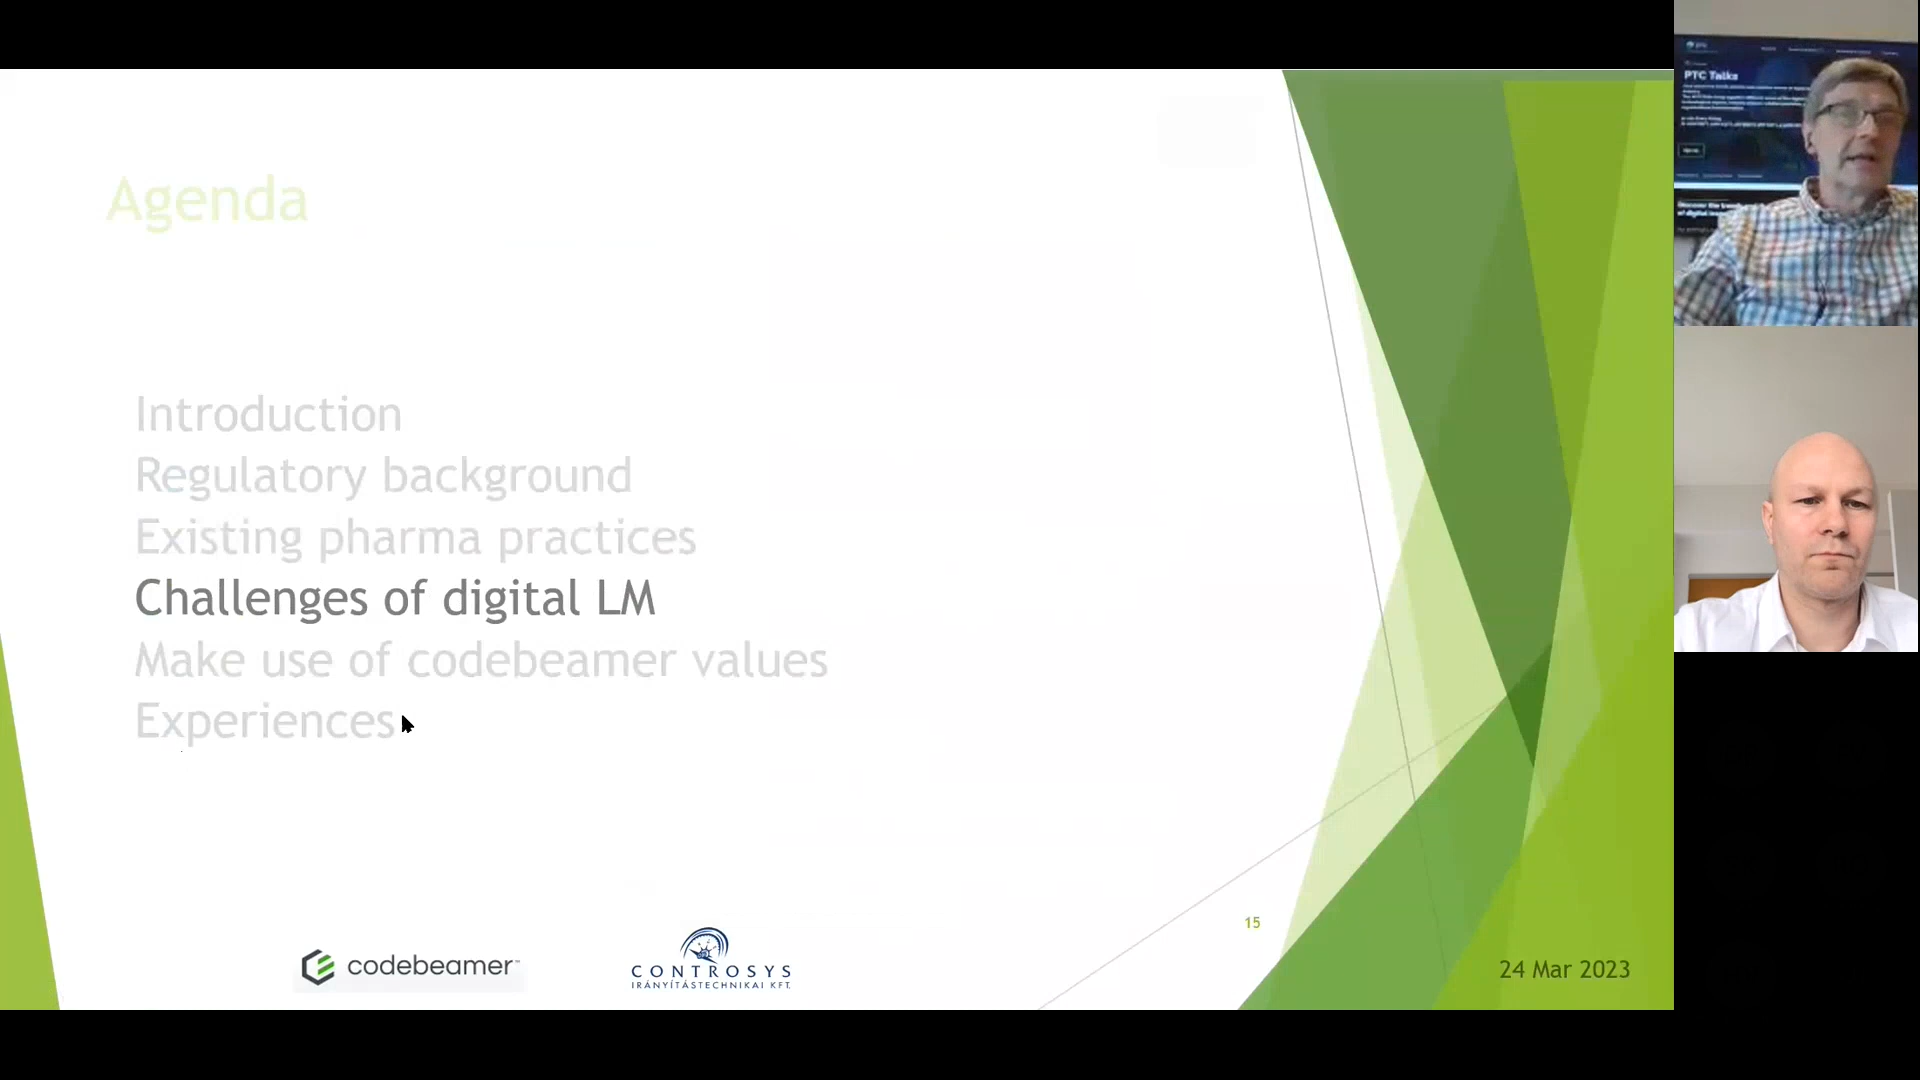 Agenda
Introduction
Regulatory background
Existing pharma practices
Challenges of digital LM
Make use of codebeamer values
Experiences
15
codebeamer™
CONTROSYS
IRÁNYÍTÁSTECHNIKAI KFT.
24 Mar 2023
PTC Talks